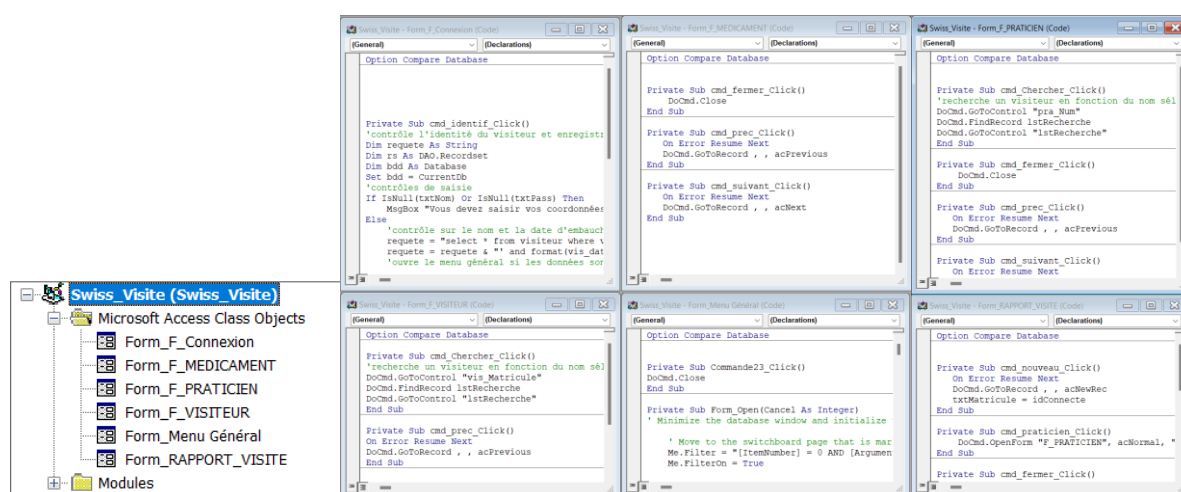 Swiss_Visite (Swiss_Visite)
Microsoft Access Class Objects
Form_F_Connexion
Form_F_MEDICAMENT
Form_F_PRATICIEN
Form_F_VISITEUR
Form_Menu Général
Form_RAPPORT_VISITE
Modules
Swiss_Visite - Form_F_Connexion (Code)
(General)
(Declarations)
Option Compare Database
Private Sub cmd_identif_Click()
'contrôle l'identité du visiteur et enregistr
Dim requete As String
Dim rs As DAO.Recordset
Dim bdd As Database
Set bdd = CurrentDb
'contrôles de saisie
If IsNull(txtNom) Or IsNull(txtPass) Then
MsgBox "Vous devez saisir vos coordonnées
Else
'contrôle sur le nom et la date d'embauch
requete = "select * from visiteur where v
requete = requete & "' and format(vis_dat
'ouvre le menu général si les données son
Swiss_Visite - Form_F_MEDICAMENT (Code)
(General)
(Declarations)
Option Compare Database
Private Sub cmd_fermer_Click()
DoCmd.Close
End Sub
Private Sub cmd_prec_Click()
On Error Resume Next
DoCmd.GoToRecord , , acPrevious
End Sub
Private Sub cmd_suivant_Click()
On Error Resume Next
DoCmd.GoToRecord , , acNext
End Sub
Swiss_Visite - Form_F_PRATICIEN (Code)
(General)
(Declarations)
Option Compare Database
Private Sub cmd_Chercher_Click()
'recherche un visiteur en fonction du nom sél
DoCmd.GoToControl "pra_Num"
DoCmd.FindRecord lstRecherche
DoCmd.GoToControl "lstRecherche"
End Sub
Private Sub cmd_fermer_Click()
DoCmd.Close
End Sub
Private Sub cmd_prec_Click()
On Error Resume Next
DoCmd.GoToRecord , , acPrevious
End Sub
Private Sub cmd_suivant_Click()
On Error Resume Next
Swiss_Visite - Form_F_VISITEUR (Code)
(General)
(Declarations)
Option Compare Database
Private Sub cmd_Chercher_Click()
'recherche un visiteur en fonction du nom sél
DoCmd.GoToControl "vis_Matricule"
DoCmd.FindRecord lstRecherche
DoCmd.GoToControl "lstRecherche"
End Sub
Private Sub cmd_prec_Click()
On Error Resume Next
DoCmd.GoToRecord , , acPrevious
End Sub
Swiss_Visite - Form_Menu Général (Code)
(General)
(Declarations)
Option Compare Database
Private Sub Commande23_Click()
DoCmd.Close
End Sub
Private Sub Form_Open(Cancel As Integer)
' Minimize the database window and initialize
' Move to the switchboard page that is mar
Me.Filter = "[ItemNumber] = 0 AND [Argumen
Me.FilterOn = True
Swiss_Visite - Form_RAPPORT_VISITE (Code)
(General)
(Declarations)
Option Compare Database
Private Sub cmd_nouveau_Click()
On Error Resume Next
DoCmd.GoToRecord , , acNewRec
txtMatricule = idConnecte
End Sub
Private Sub cmd_praticien_Click()
DoCmd.OpenForm "F_PRATICIEN", acNormal, "
End Sub
Private Sub cmd_fermer_Click()